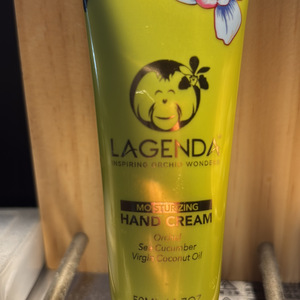 LAGENDA
INSPIRING ORCHID WONDERS
MOISTURIZING
HAND CREAM
Orchid
Sea Cucumber
Virgin Coconut Oil